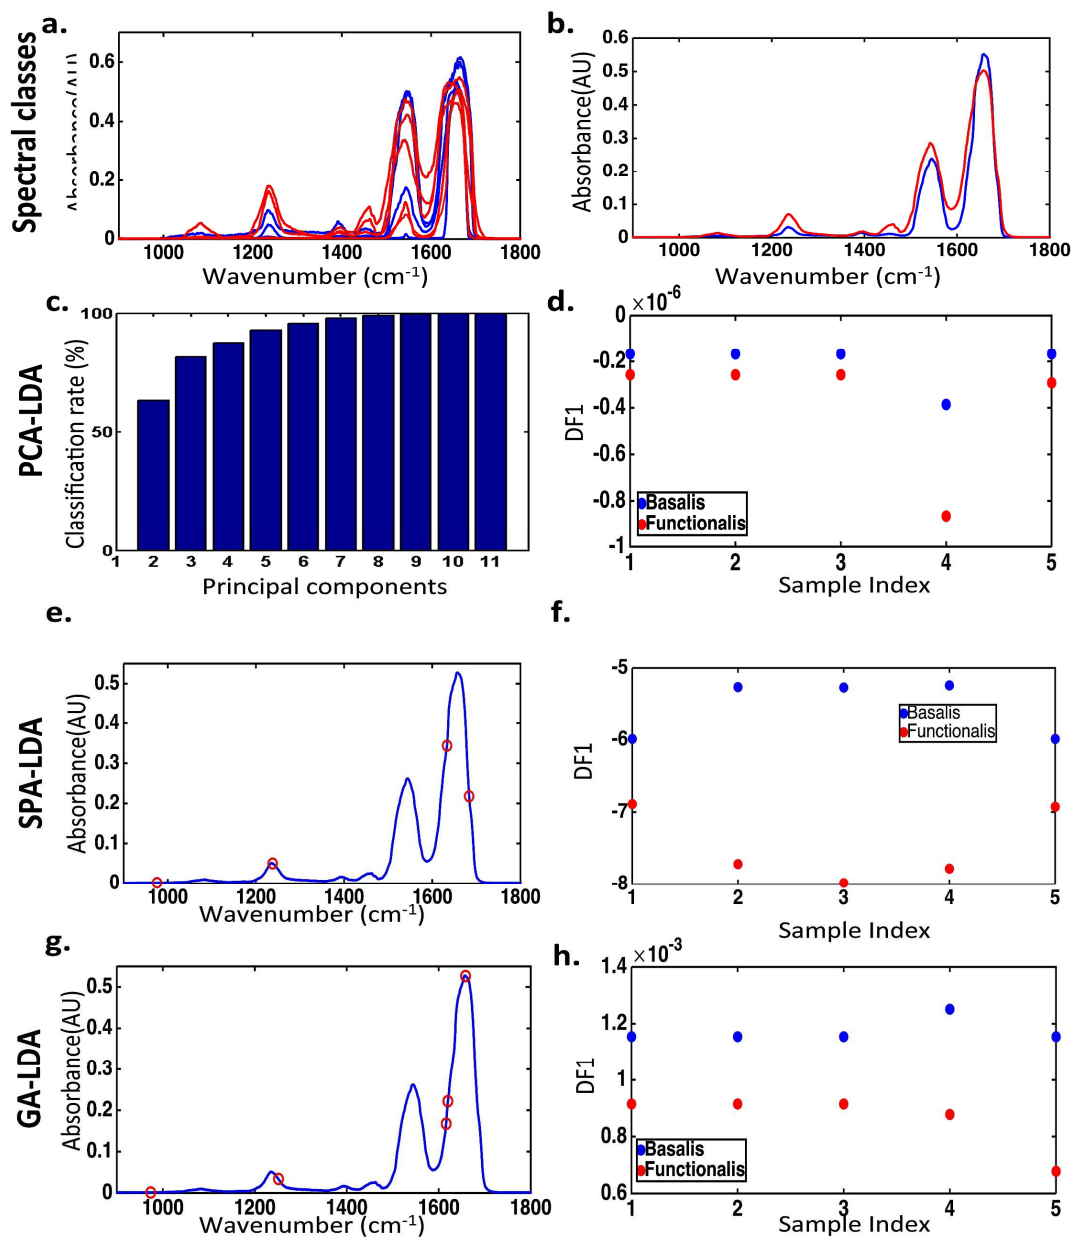 a.
Spectral classes
0.6
0.4
0.2
0
1000 1200 1400 1600 1800
Wavenumber (cm-1)
b.
Absorbance(AU)
0.6
0.5
0.4
0.3
0.2
0.1
0
1000 1200 1400 1600 1800
Wavenumber (cm-1)
c.
PCA-LDA
Classification rate (%)
100
50
0
1 2 3 4 5 6 7 8 9 10 11
Principal components
d.
×10-6
DF1
0
-0.2
-0.4
-0.6
-0.8
-1
Basalis
Functionalis
1 2 3 4 5
Sample Index
e.
SPA-LDA
Absorbance(AU)
0.5
0.4
0.3
0.2
0.1
0
1000 1200 1400 1600 1800
Wavenumber (cm-1)
f.
DF1
-5
-6
-7
-8
Basalis
Functionalis
1 2 3 4 5
Sample Index
g.
GA-LDA
Absorbance(AU)
0.5
0.4
0.3
0.2
0.1
0
1000 1200 1400 1600 1800
Wavenumber (cm-1)
h.
×10-3
DF1
1.4
1.2
1
0.8
0.6
Basalis
Functionalis
1 2 3 4 5
Sample Index